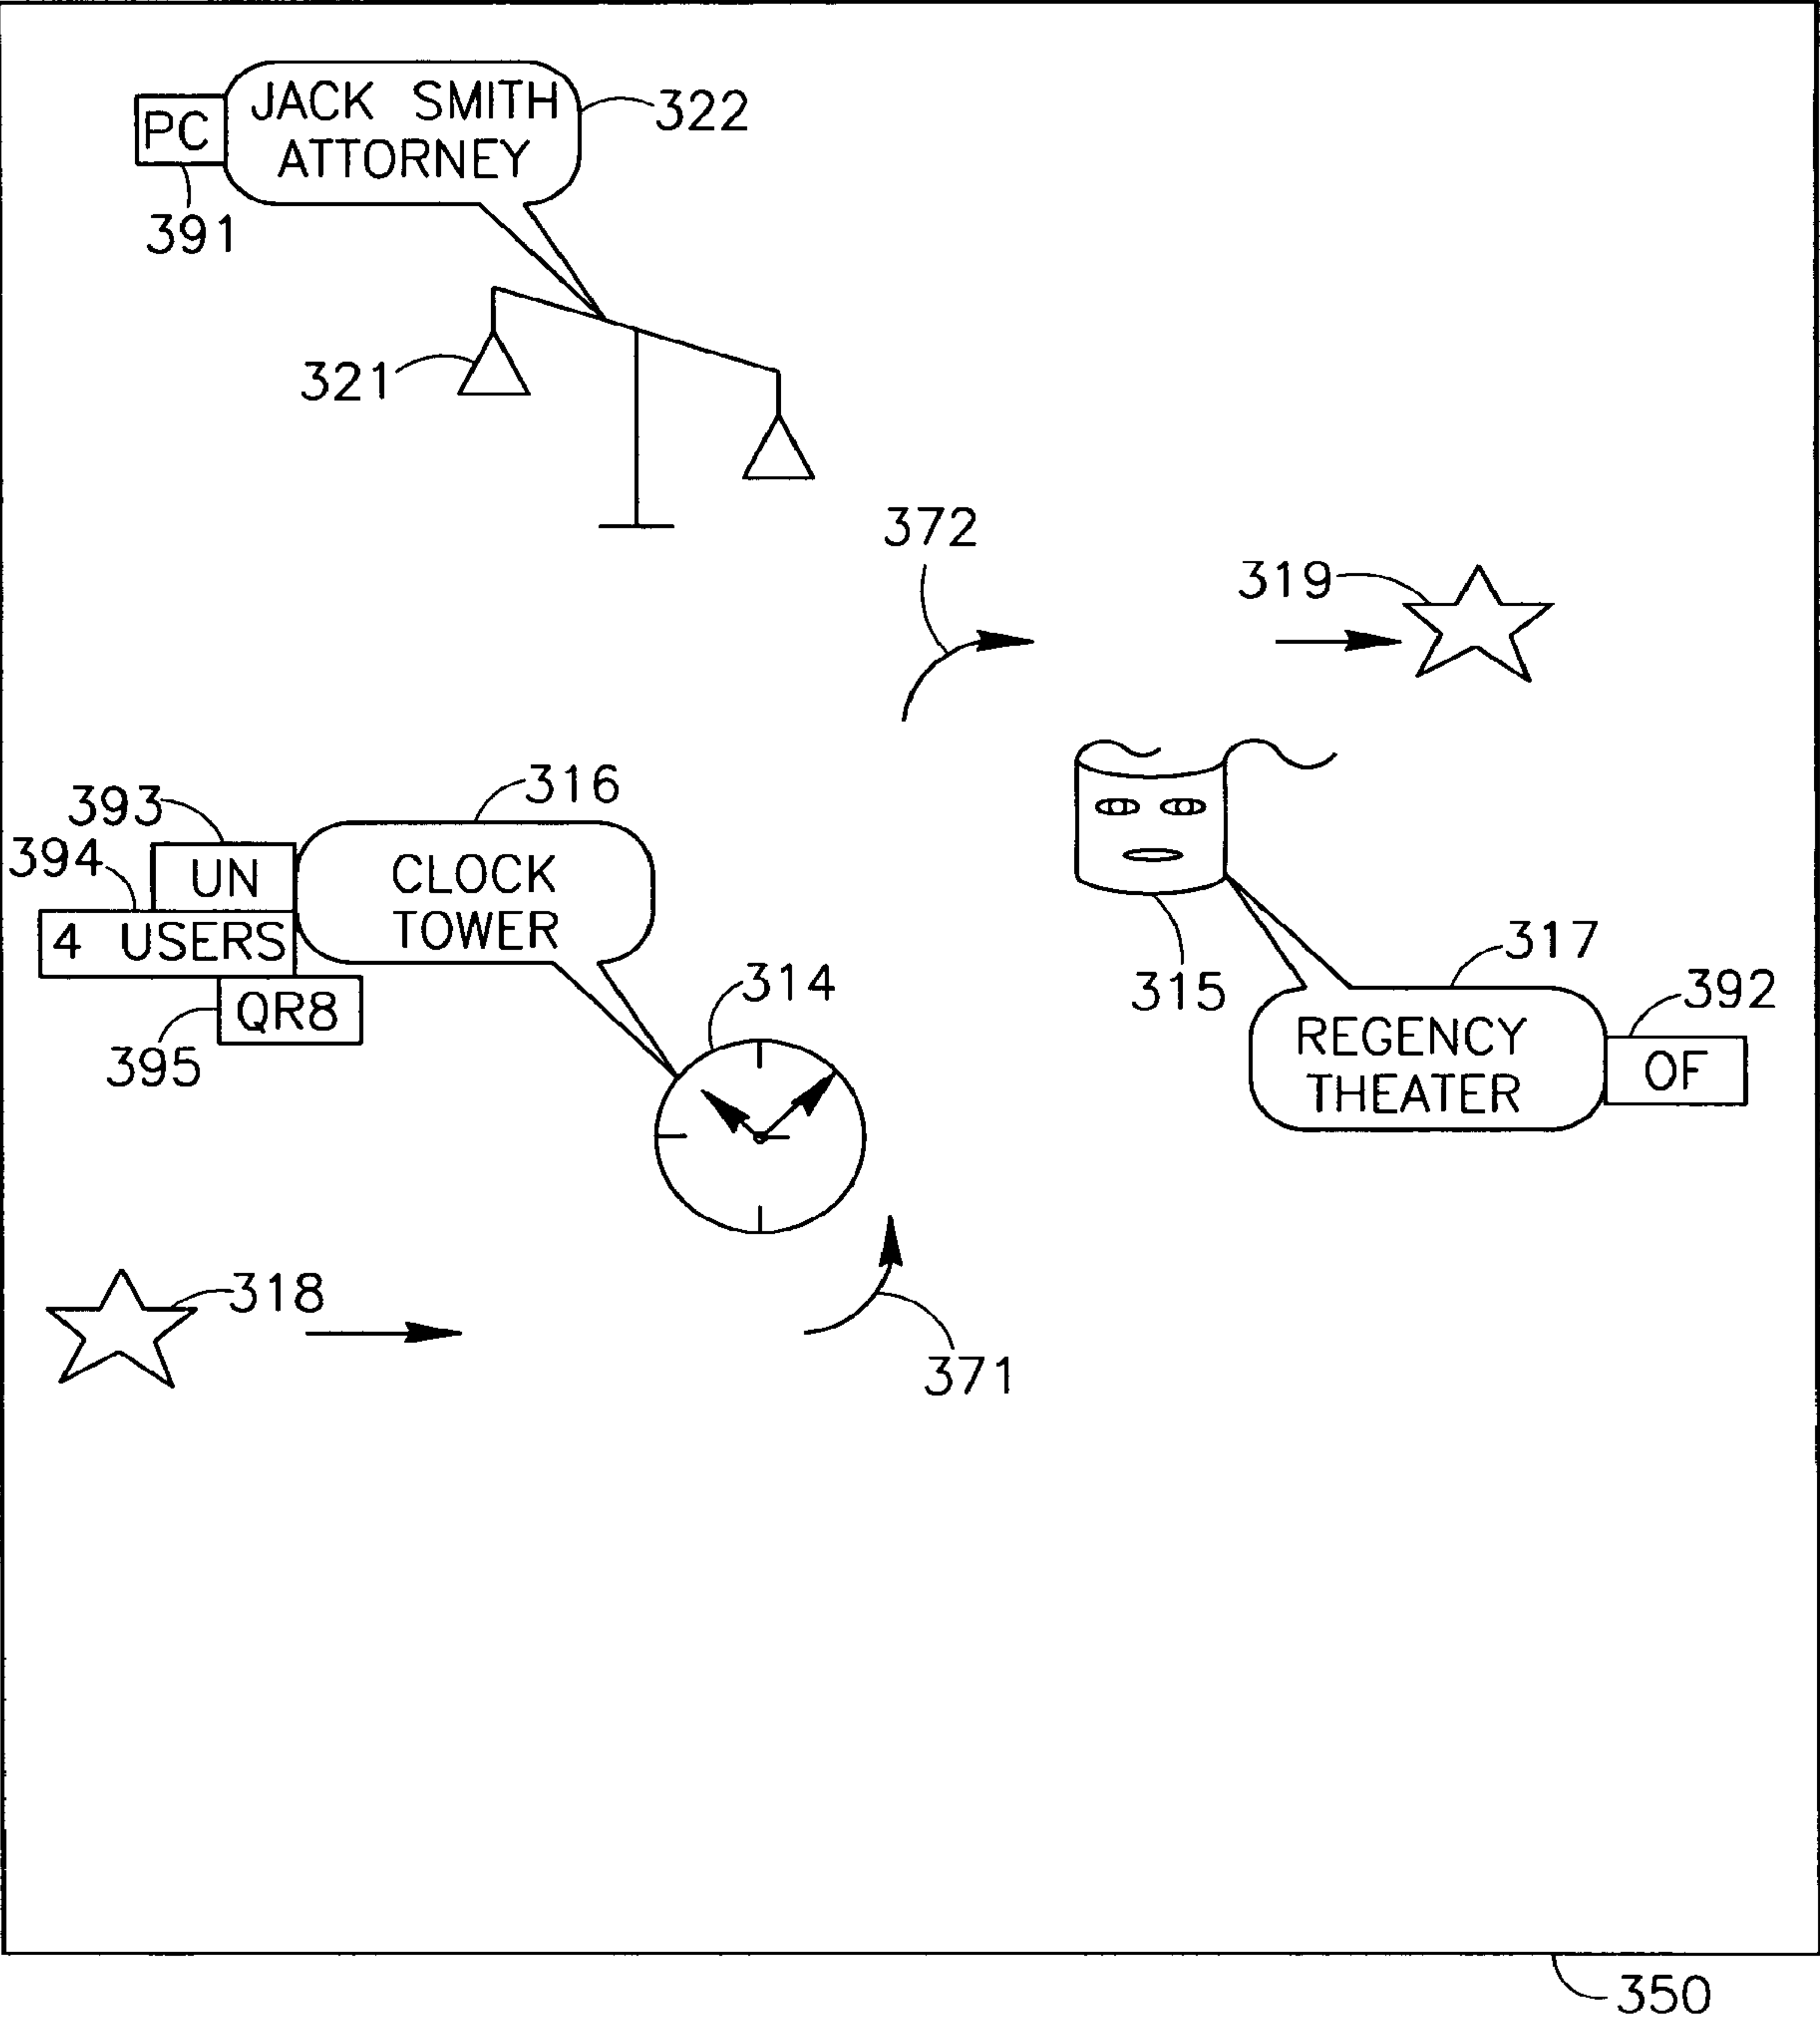 PC
JACK SMITH
ATTORNEY
322
391
321
372
319
393
316
394
UN
CLOCK
TOWER
4 USERS
QR8
395
314
315
317
392
REGENCY
THEATER
OF
318
371
350